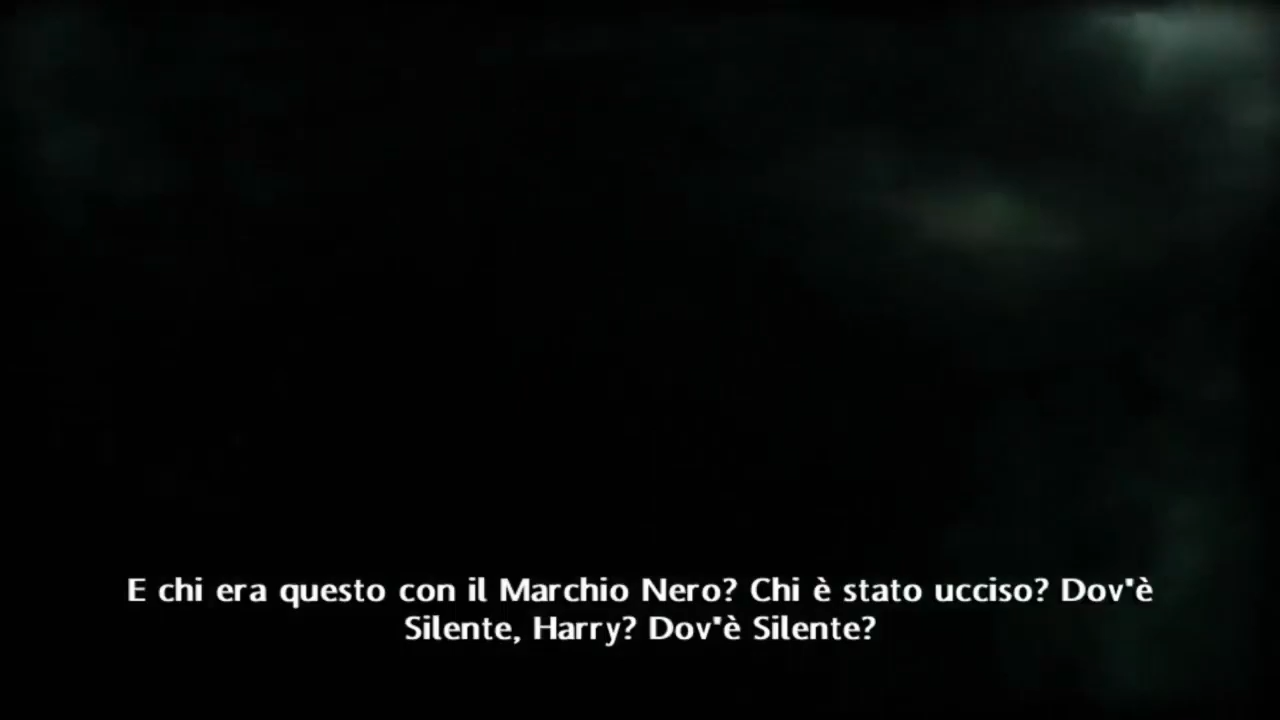 E chi era questo con il Marchio Nero? Chi è stato ucciso? Dov'è
Silente, Harry? Dov'è Silente?